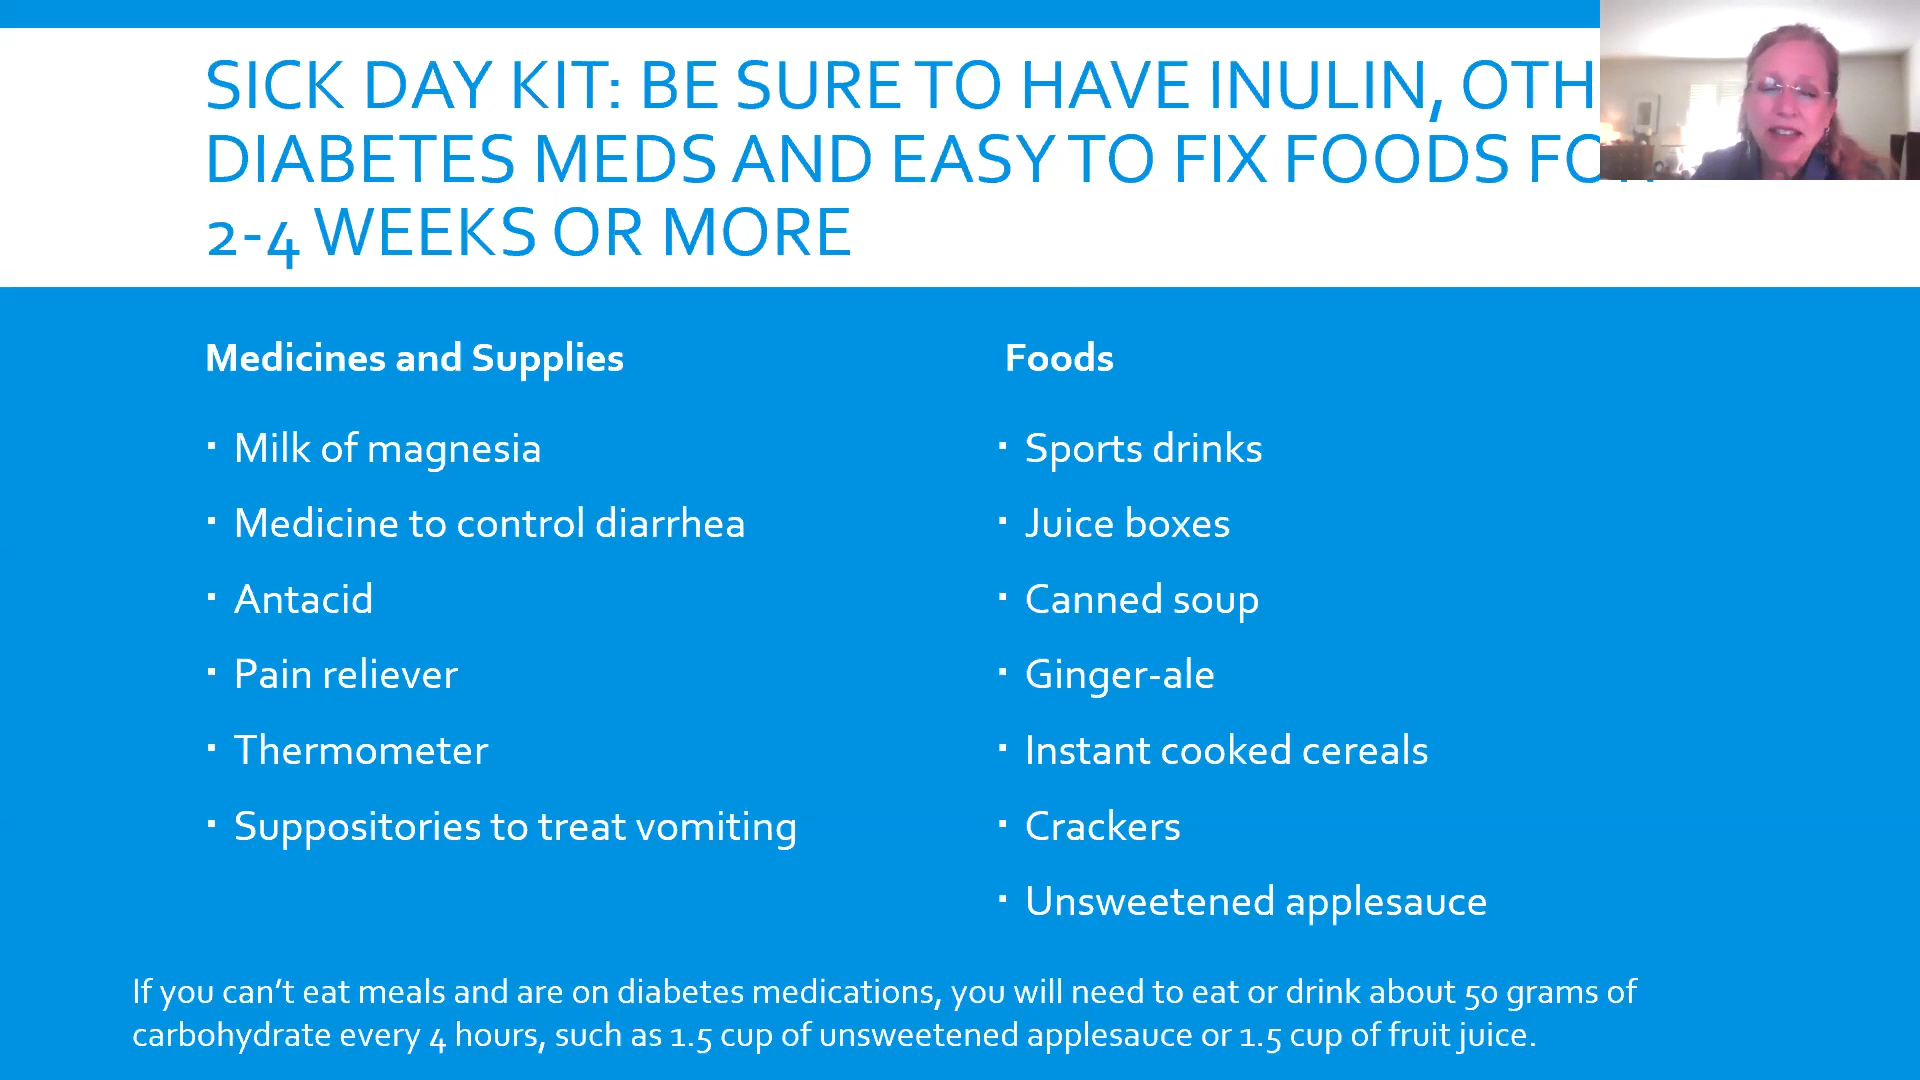 SICK DAY KIT: BE SURE TO HAVE INULIN, OTH
DIABETES MEDS AND EASY TO FIX FOODS
2-4 WEEKS OR MORE
Medicines and Supplies
▪ Milk of magnesia
▪ Medicine to control diarrhea
▪ Antacid
▪ Pain reliever
▪ Thermometer
▪ Suppositories to treat vomiting
Foods
▪ Sports drinks
▪ Juice boxes
▪ Canned soup
▪ Ginger-ale
▪ Instant cooked cereals
▪ Crackers
▪ Unsweetened applesauce
If you can’t eat meals and are on diabetes medications, you will need to eat or drink about 50 grams of
carbohydrate every 4 hours, such as 1.5 cup of unsweetened applesauce or 1.5 cup of fruit juice.